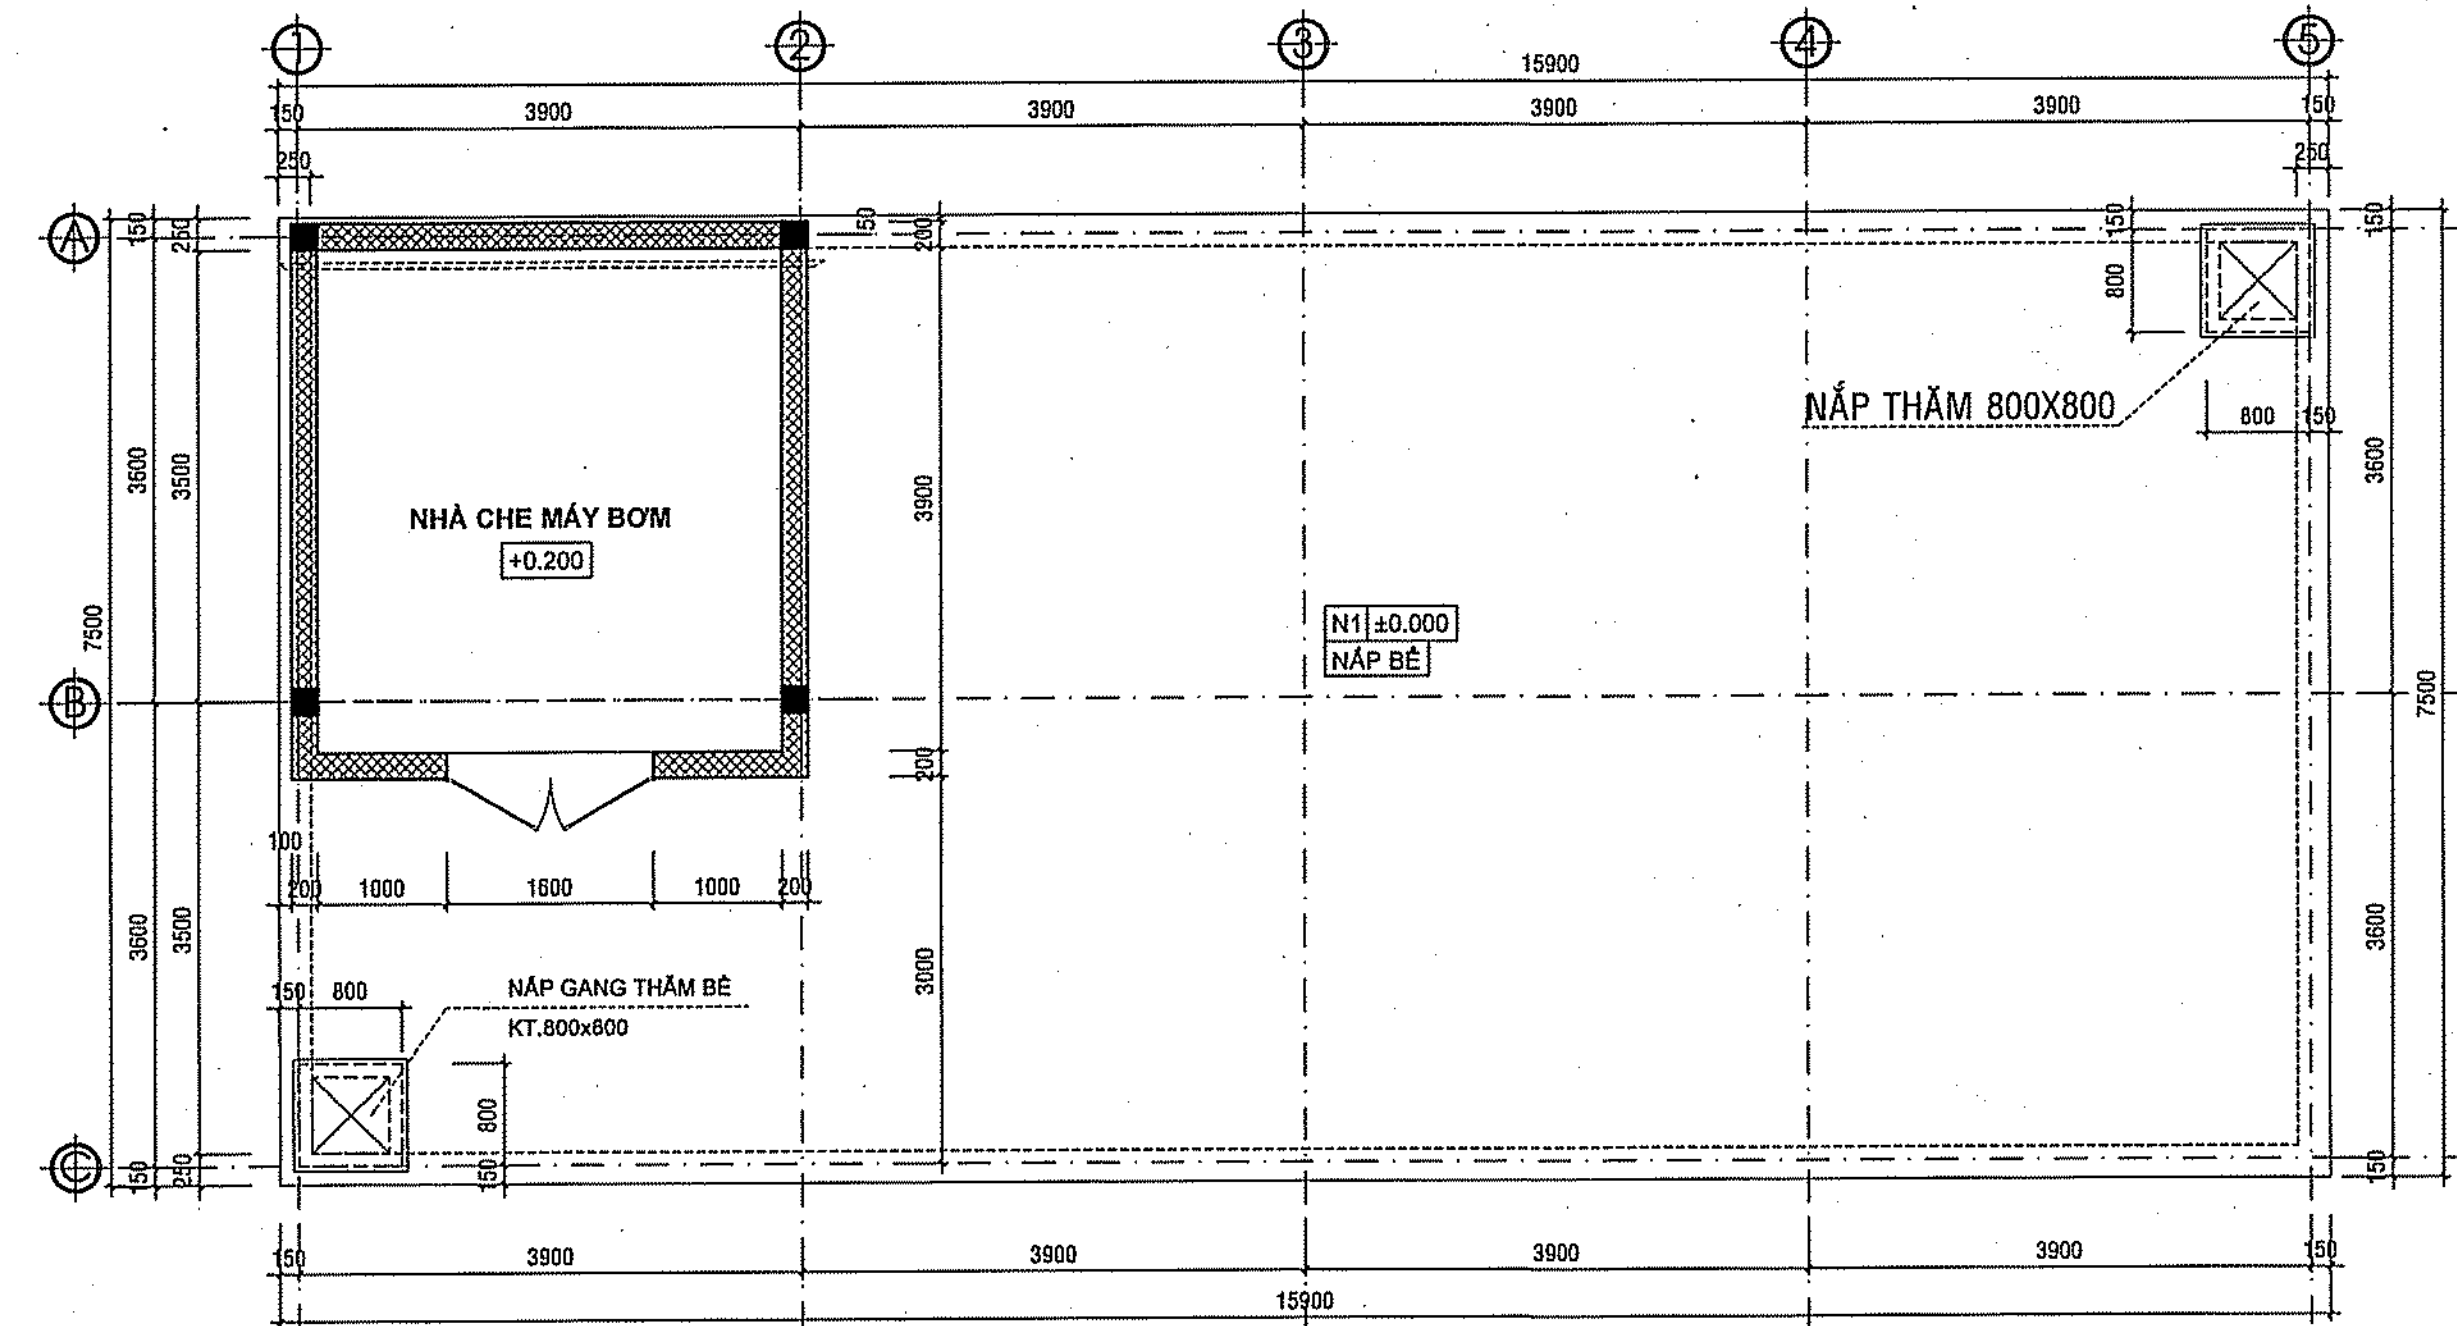 1 2 3 4 5
15900
150 3900 3900 3900 3900 150
250 250
A
150 250 50 200 150 150
800
NẮP THĂM 800X800
800 150
3600 3500 3900 3600
NHÀ CHE MÁY BƠM
+0.200
7500
N1 ±0.000
NẮP BỂ
7500
B
200
100
200 1000 1600 1000 200
3600 3500 3000 3600
150 800
NẮP GANG THĂM BỂ
KT.800x800
800
C
150 250 150 150
150 3900 3900 3900 3900 150
15900